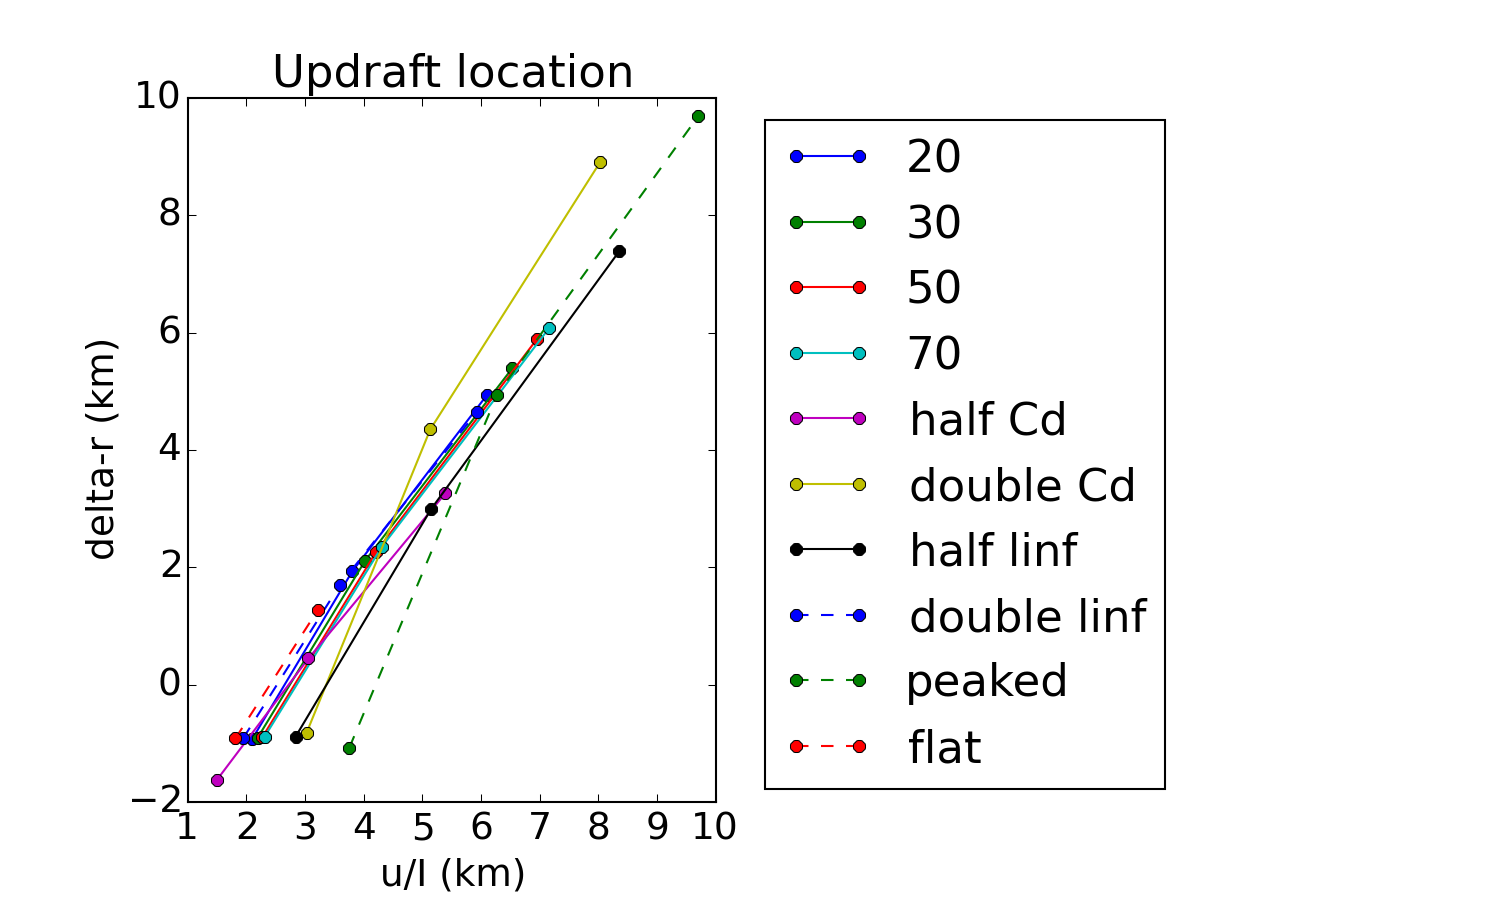 Updraft location
10
8
6
4
2
0
−2
1 2 3 4 5 6 7 8 9 10
delta-r (km)
u/I (km)
20
30
50
70
half Cd
double Cd
half linf
double linf
peaked
flat